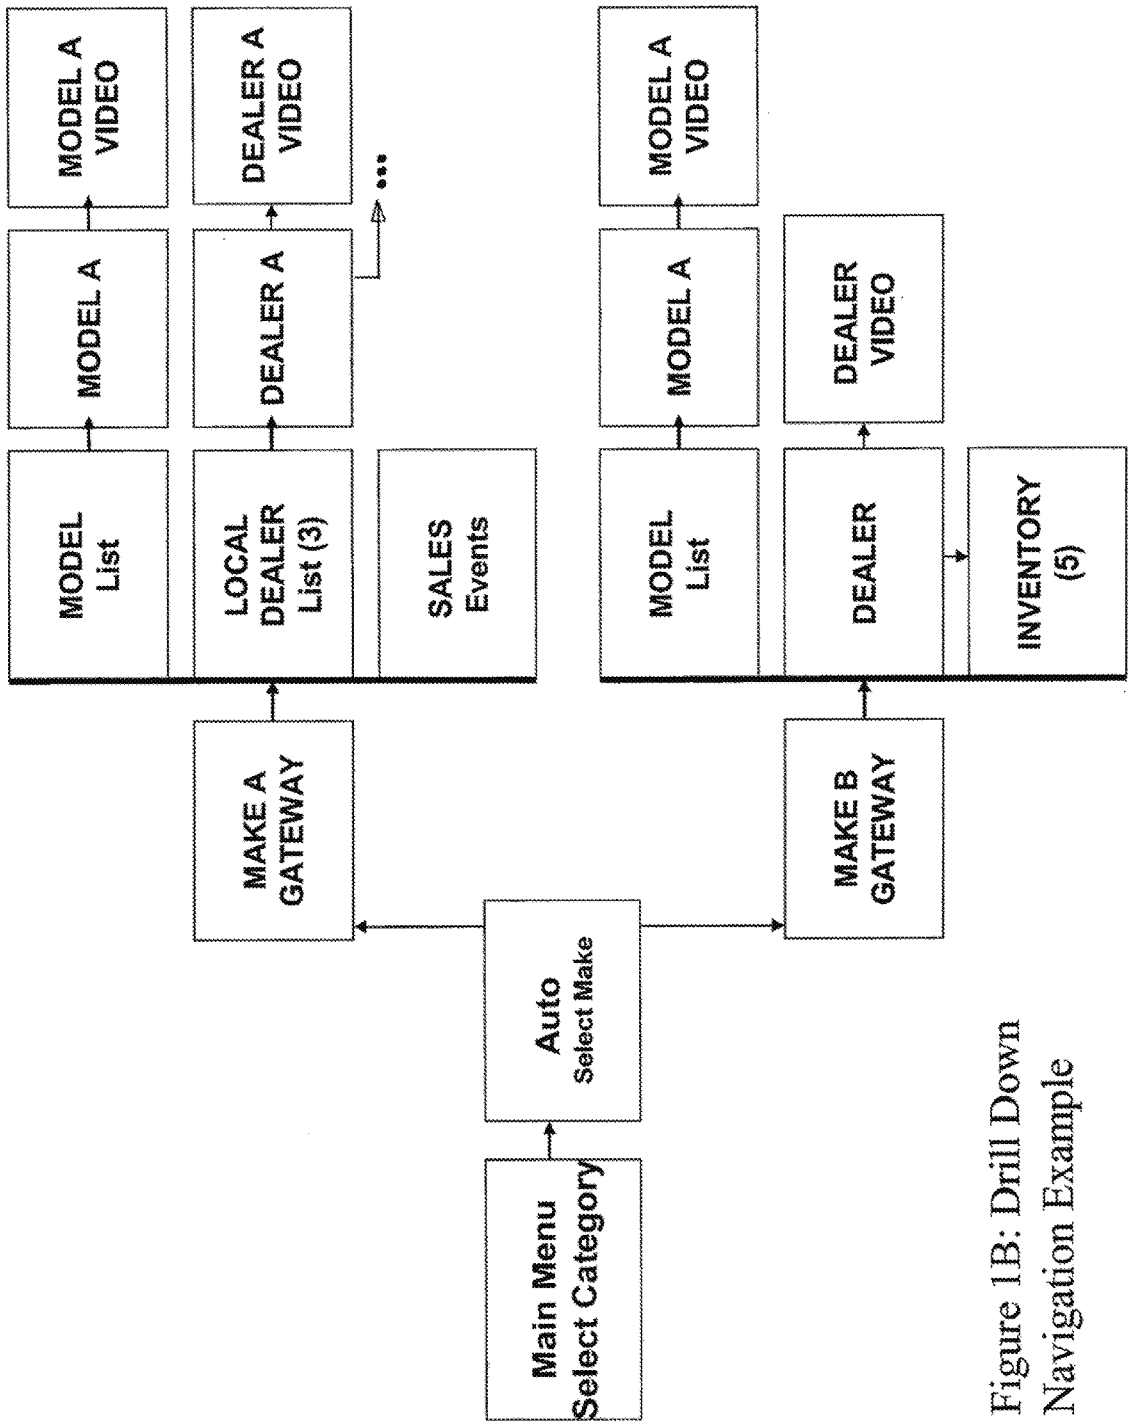 Main Menu
Select Category
Auto
Select Make
MAKE A
GATEWAY
MODEL
List
MODEL A
MODEL A
VIDEO
LOCAL
DEALER
List (3)
DEALER A
DEALER A
VIDEO
...
SALES
Events
MAKE B
GATEWAY
MODEL
List
MODEL A
MODEL A
VIDEO
DEALER
DEALER
VIDEO
INVENTORY
(5)
Figure 1B: Drill Down
Navigation Example